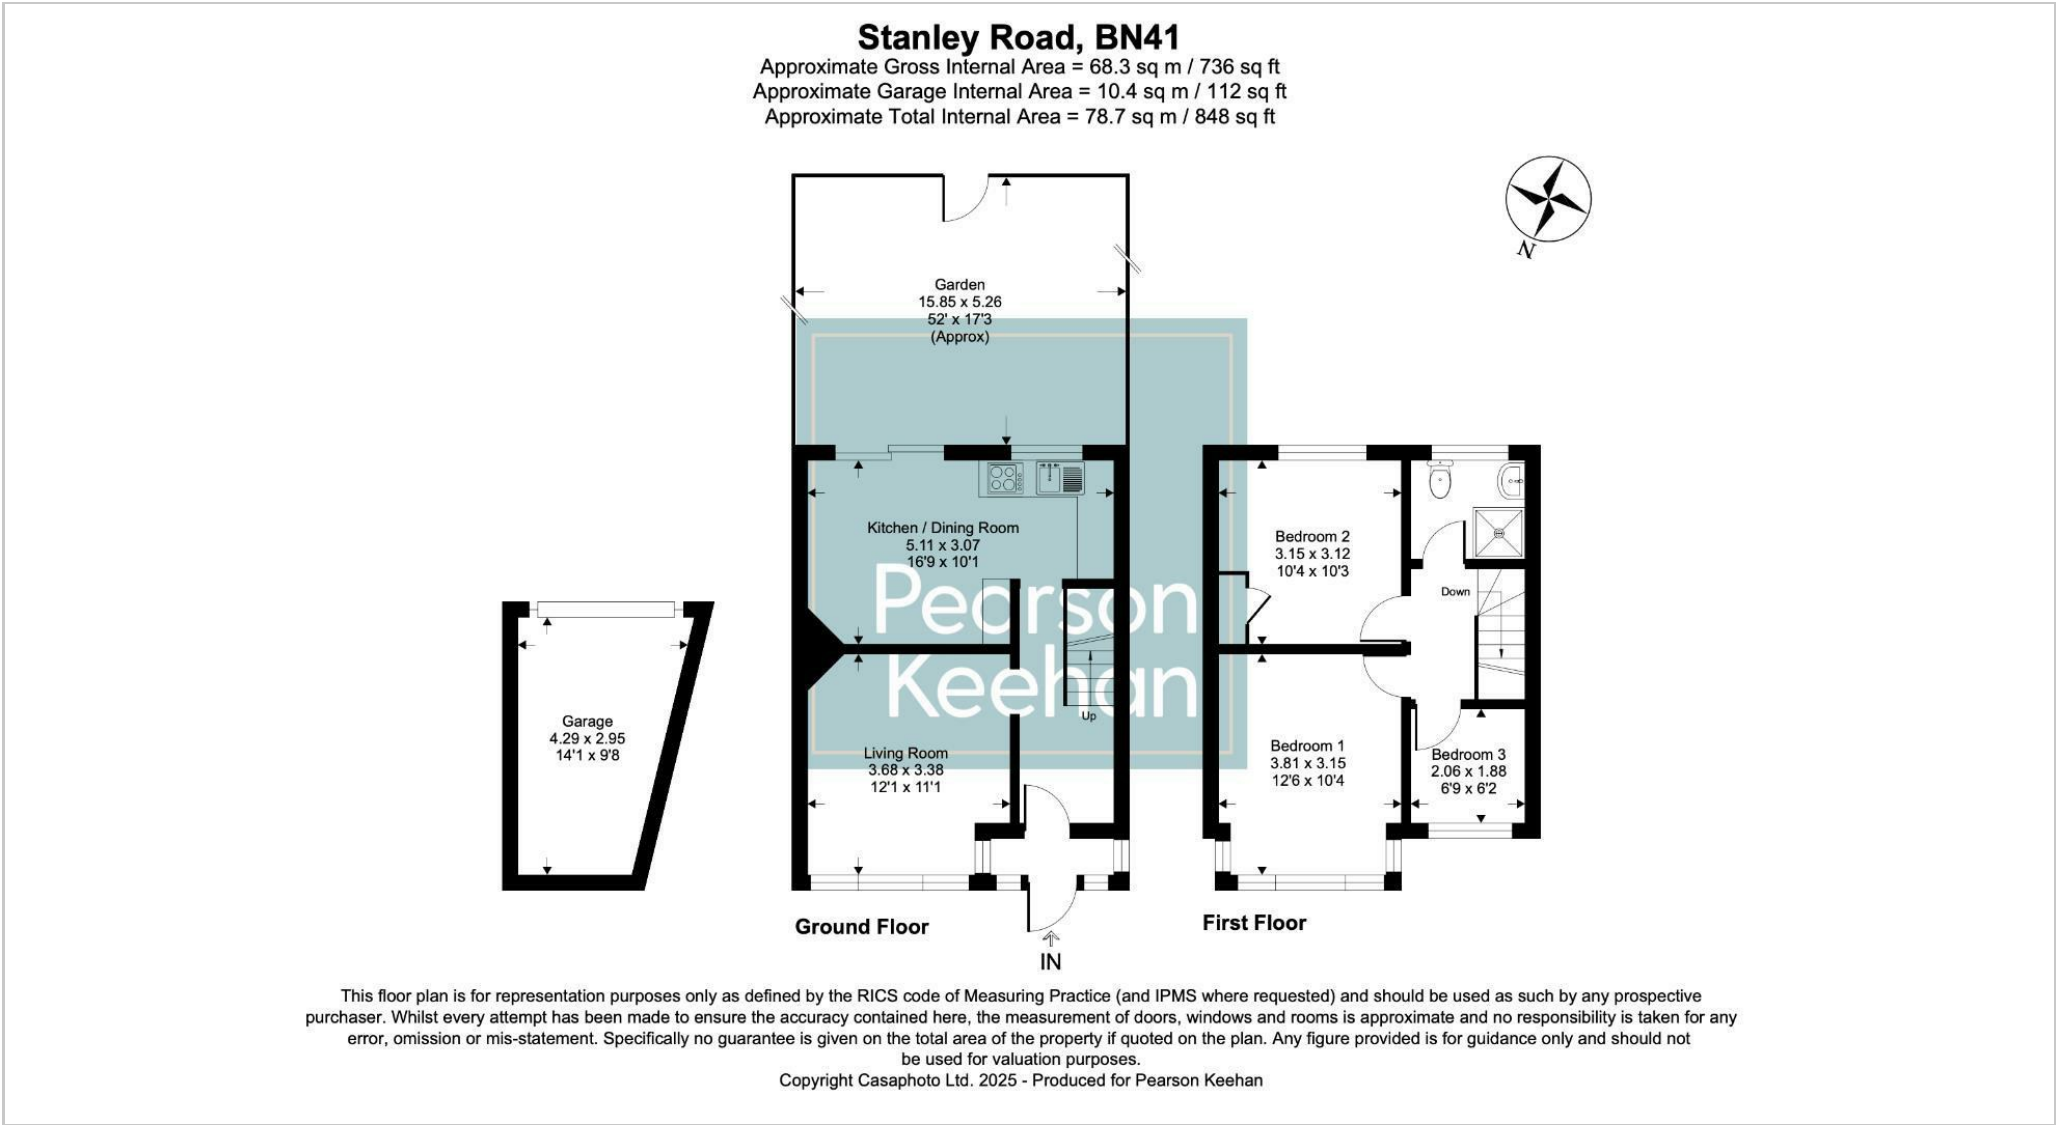 Stanley Road, BN41
Approximate Gross Internal Area = 68.3 sq m / 736 sq ft
Approximate Garage Internal Area = 10.4 sq m / 112 sq ft
Approximate Total Internal Area = 78.7 sq m / 848 sq ft
N
Garden
15.85 x 5.26
52' x 17'3
(Approx)
Kitchen / Dining Room
5.11 x 3.07
16'9 x 10'1
Bedroom 2
3.15 x 3.12
10'4 x 10'3
Down
Pearson
Keehan
Up
Garage
4.29 x 2.95
14'1 x 9'8
Living Room
3.68 x 3.38
12'1 x 11'1
Bedroom 1
3.81 x 3.15
12'6 x 10'4
Bedroom 3
2.06 x 1.88
6'9 x 6'2
Ground Floor
First Floor
IN
This floor plan is for representation purposes only as defined by the RICS code of Measuring Practice (and IPMS where requested) and should be used as such by any prospective
purchaser. Whilst every attempt has been made to ensure the accuracy contained here, the measurement of doors, windows and rooms is approximate and no responsibility is taken for any
error, omission or mis-statement. Specifically no guarantee is given on the total area of the property if quoted on the plan. Any figure provided is for guidance only and should not
be used for valuation purposes.
Copyright Casaphoto Ltd. 2025 - Produced for Pearson Keehan